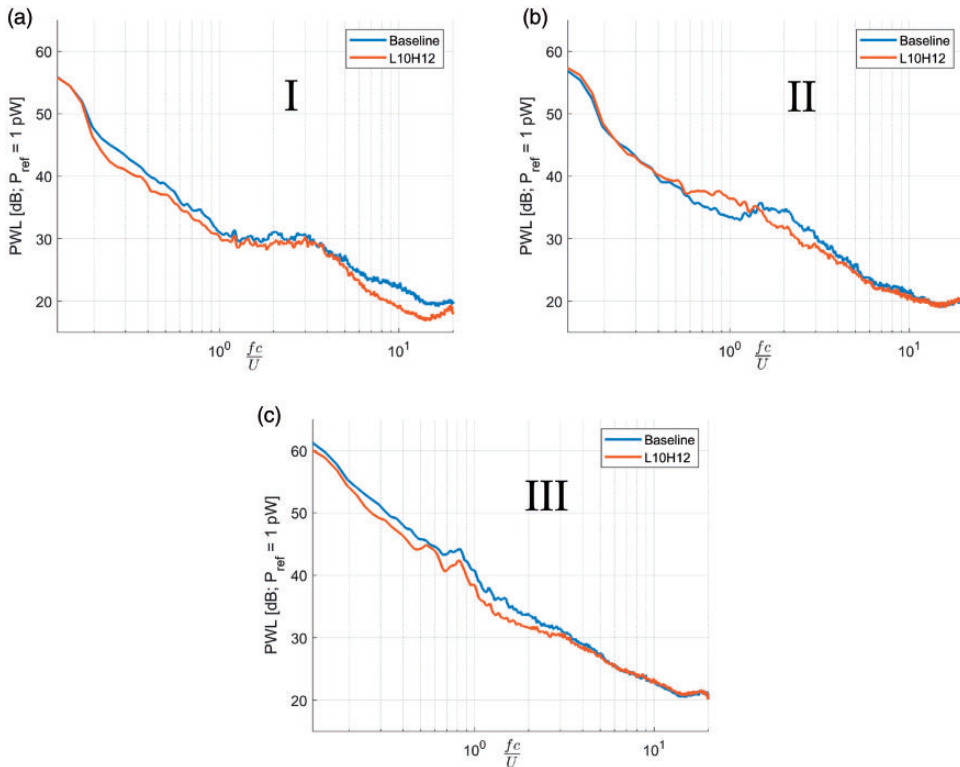 (a)
PWL [dB; P_ref = 1 pW]
60
50
40
30
20
Baseline
L10H12
I
10^0
fc
U
10^1
(b)
PWL [dB; P_ref = 1 pW]
60
50
40
30
20
Baseline
L10H12
II
10^0
fc
U
10^1
(c)
PWL [dB; P_ref = 1 pW]
60
50
40
30
20
Baseline
L10H12
III
10^0
fc
U
10^1